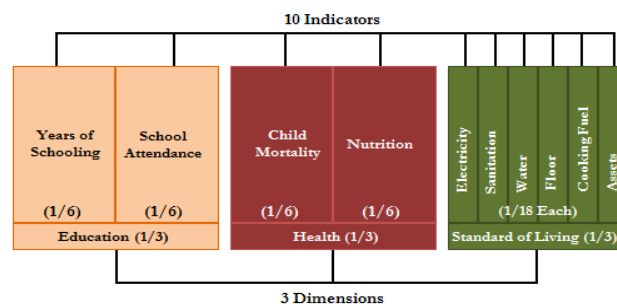 10 Indicators
Years of
Schooling
(1/6)
School
Attendance
(1/6)
Education (1/3)
Child
Mortality
(1/6)
Nutrition
(1/6)
Health (1/3)
Electricity
Sanitation
Water
Floor
Cooking Fuel
Assets
(1/18 Each)
Standard of Living (1/3)
3 Dimensions